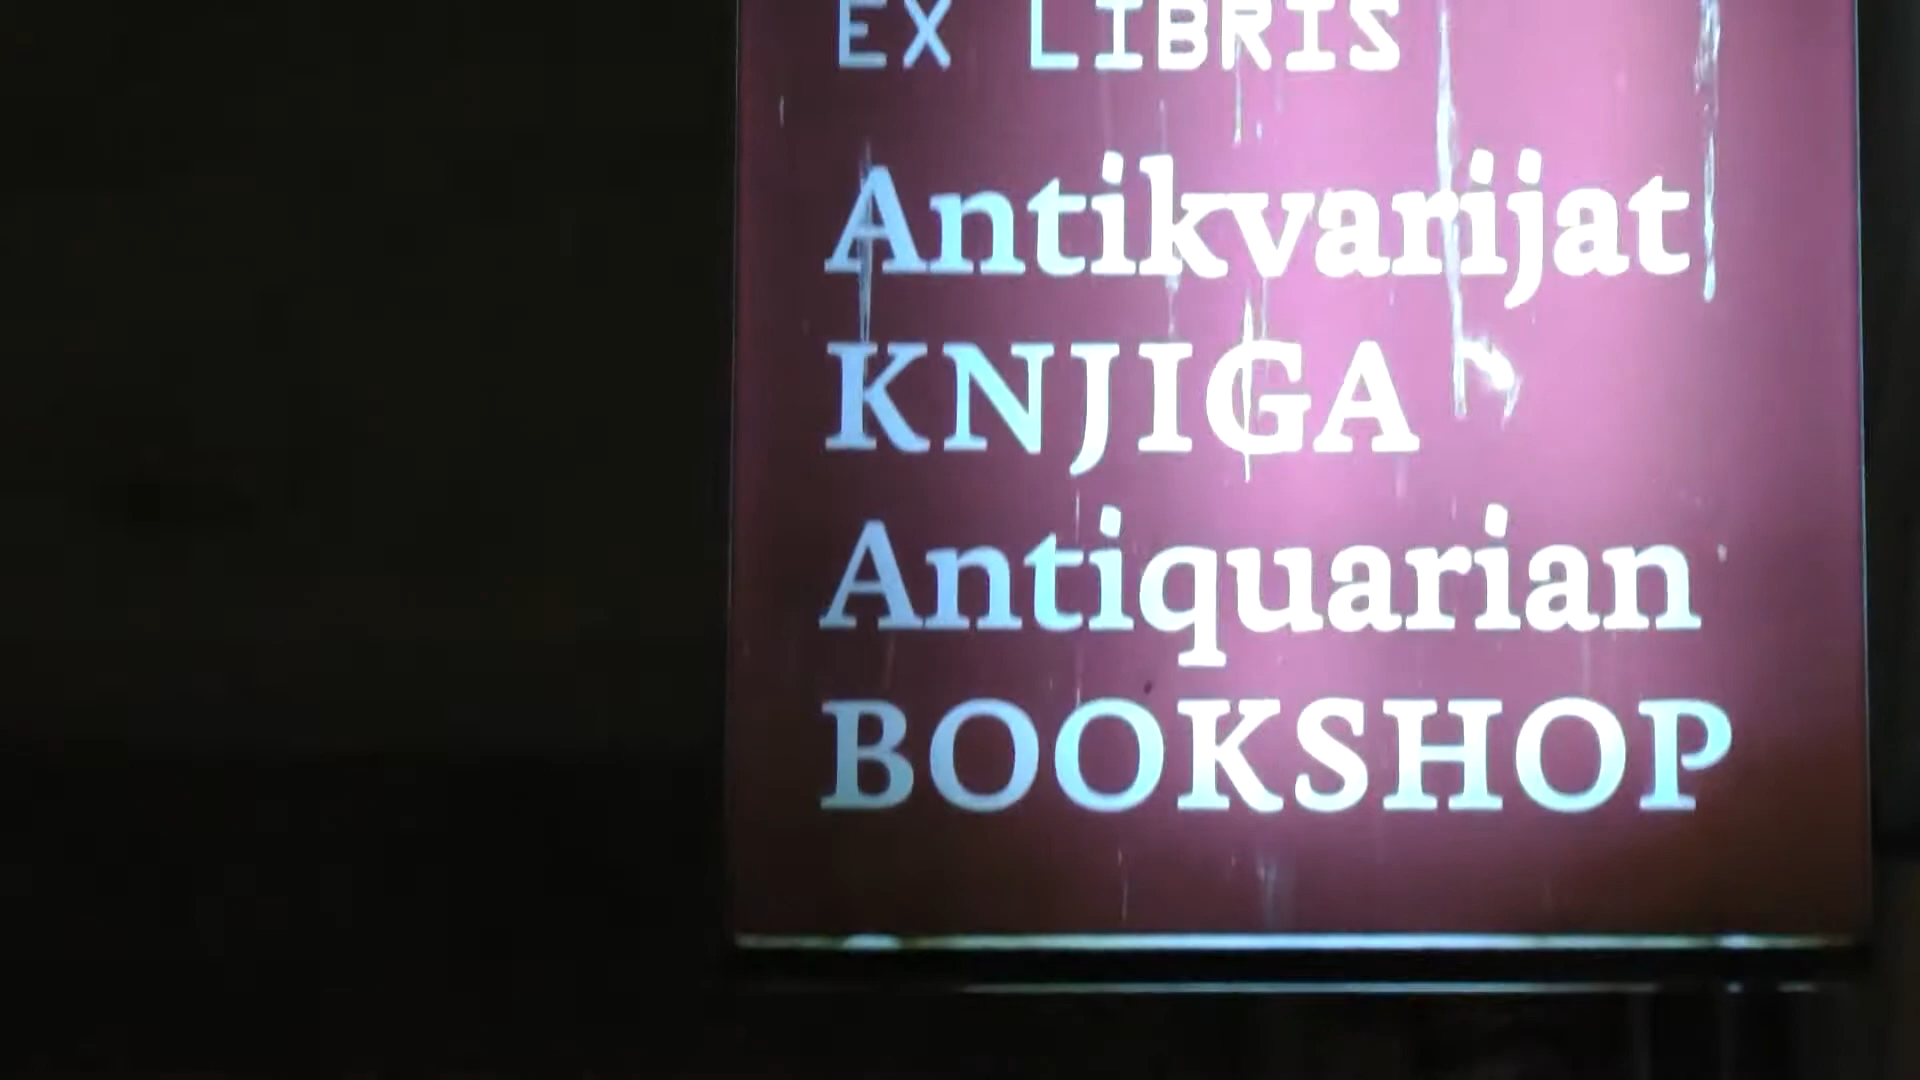 EX LIBRIS
Antikvarijat
KNJIGA
Antiquarian
BOOKSHOP